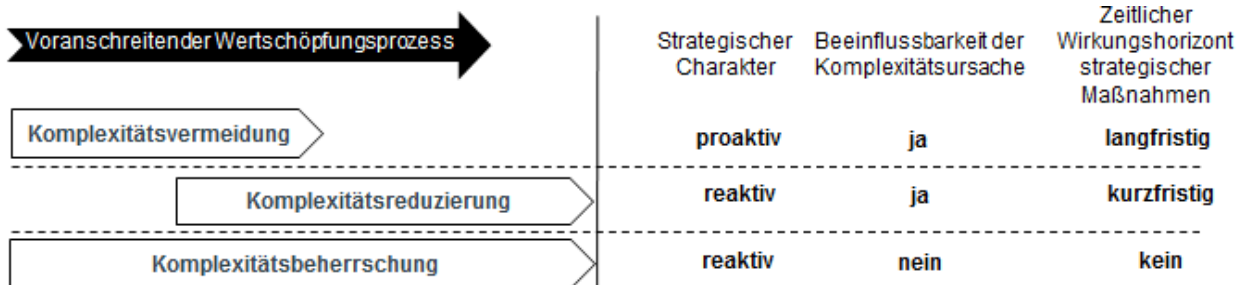 Voranschreitender Wertschöpfungsprozess
Strategischer
Charakter
Beeinflussbarkeit der
Komplexitätsursache
Zeitlicher
Wirkungshorizont
strategischer
Maßnahmen
Komplexitätsvermeidung
proaktiv
ja
langfristig
Komplexitätsreduzierung
reaktiv
ja
kurzfristig
Komplexitätsbeherrschung
reaktiv
nein
kein